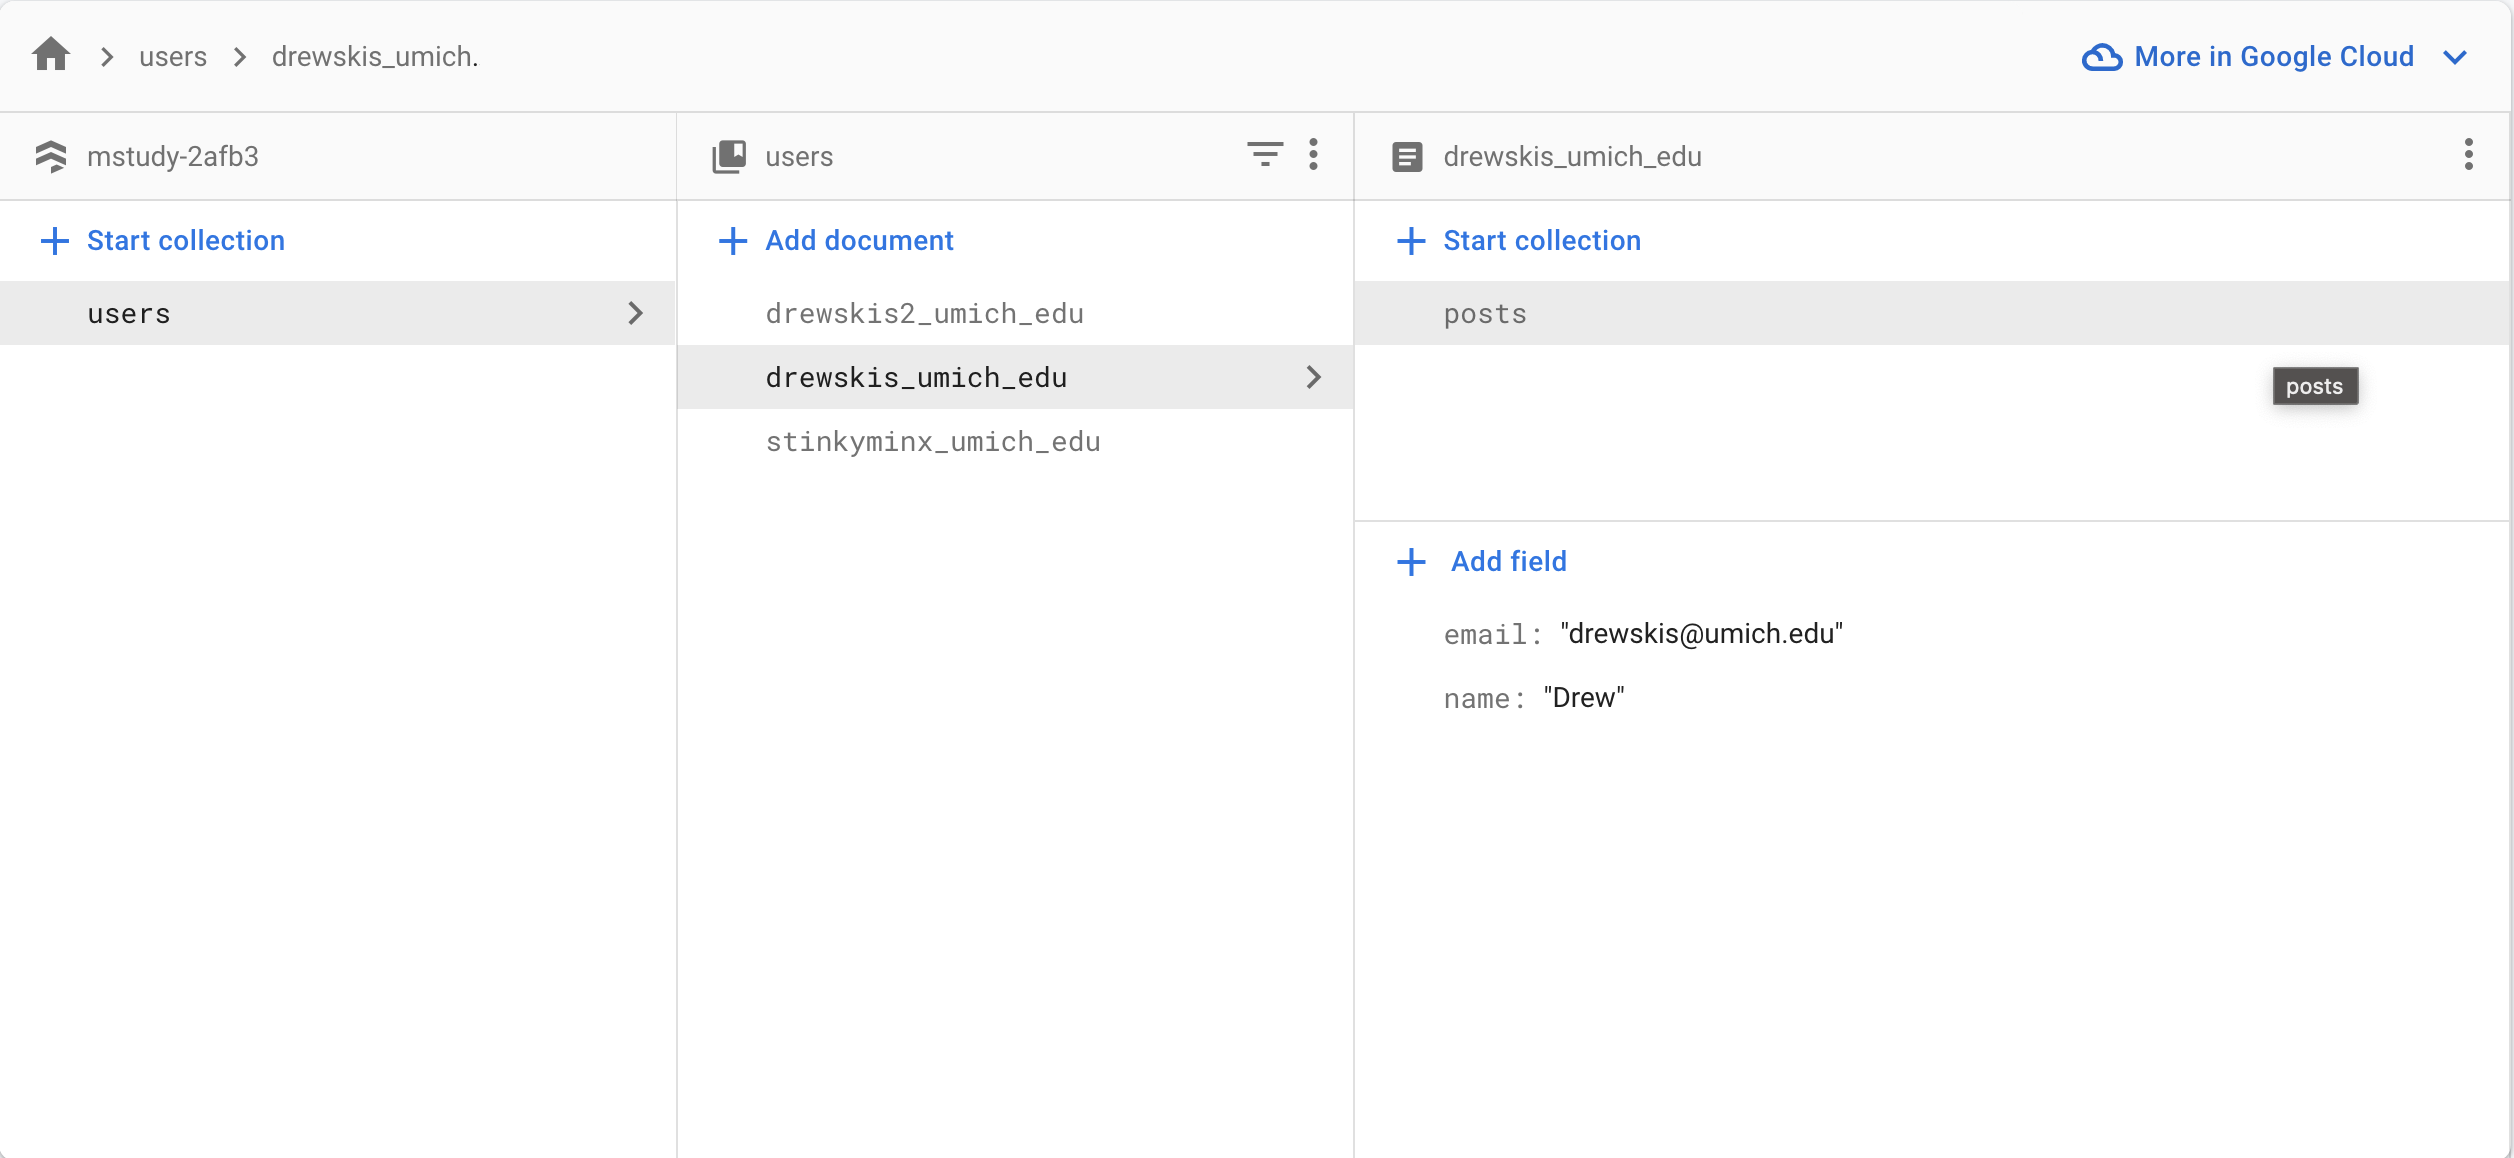 users
drewskis_umich.
More in Google Cloud
mstudy-2afb3
Start collection
users
users
Add document
drewskis2_umich_edu
drewskis_umich_edu
stinkyminx_umich_edu
drewskis_umich_edu
Start collection
posts
posts
Add field
email: "drewskis@umich.edu"
name: "Drew"